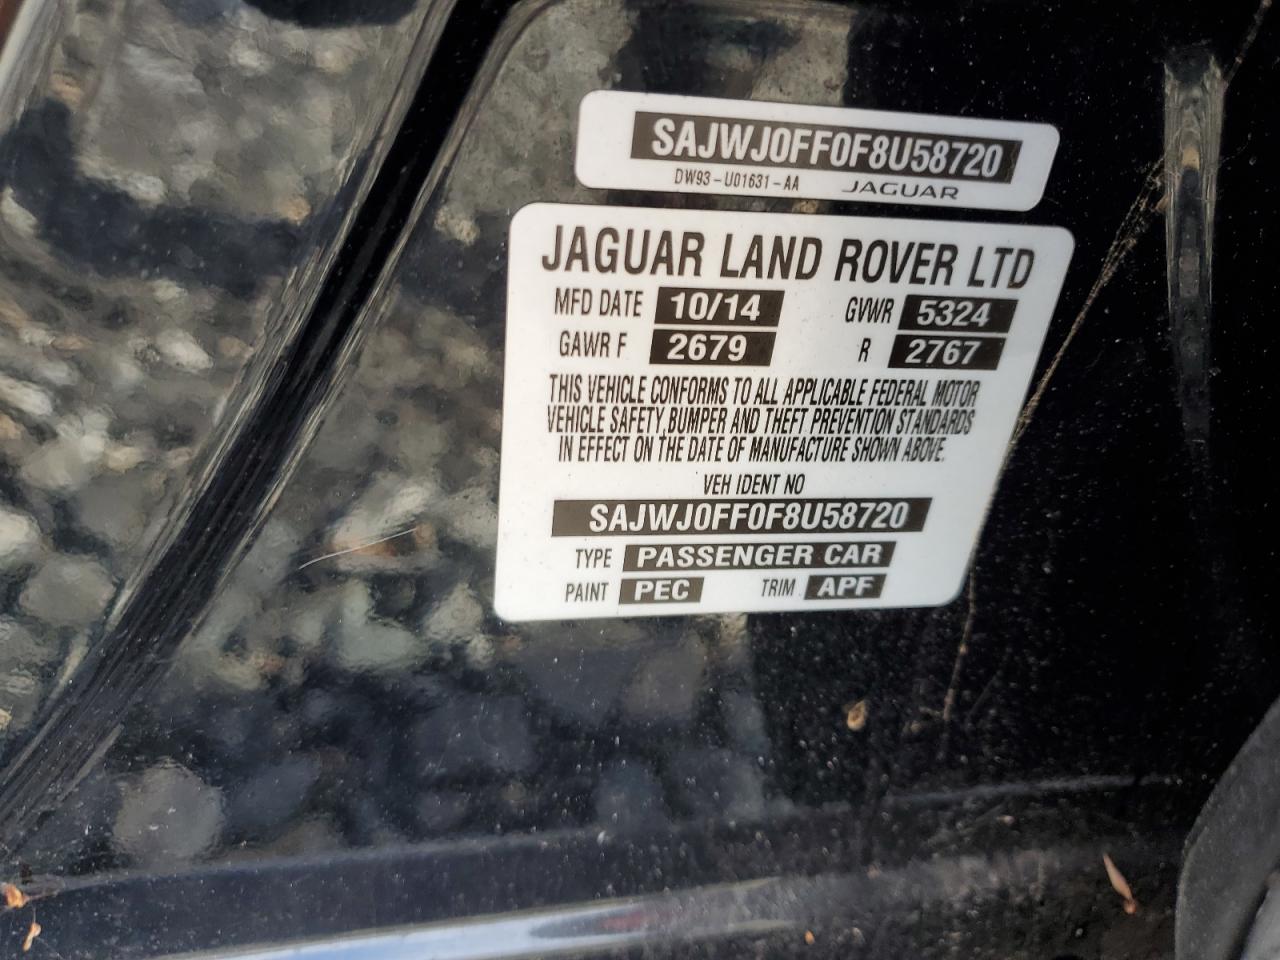 SAJWJ0FF0F8U58720
DW93-U01631-AA JAGUAR
JAGUAR LAND ROVER LTD
MFD DATE 10/14 GVWR 5324
GAWR F 2679 R 2767
THIS VEHICLE CONFORMS TO ALL APPLICABLE FEDERAL MOTOR
VEHICLE SAFETY, BUMPER AND THEFT PREVENTION STANDARDS
IN EFFECT ON THE DATE OF MANUFACTURE SHOWN ABOVE.
VEH IDENT NO
SAJWJ0FF0F8U58720
TYPE PASSENGER CAR
PAINT PEC TRIM APF